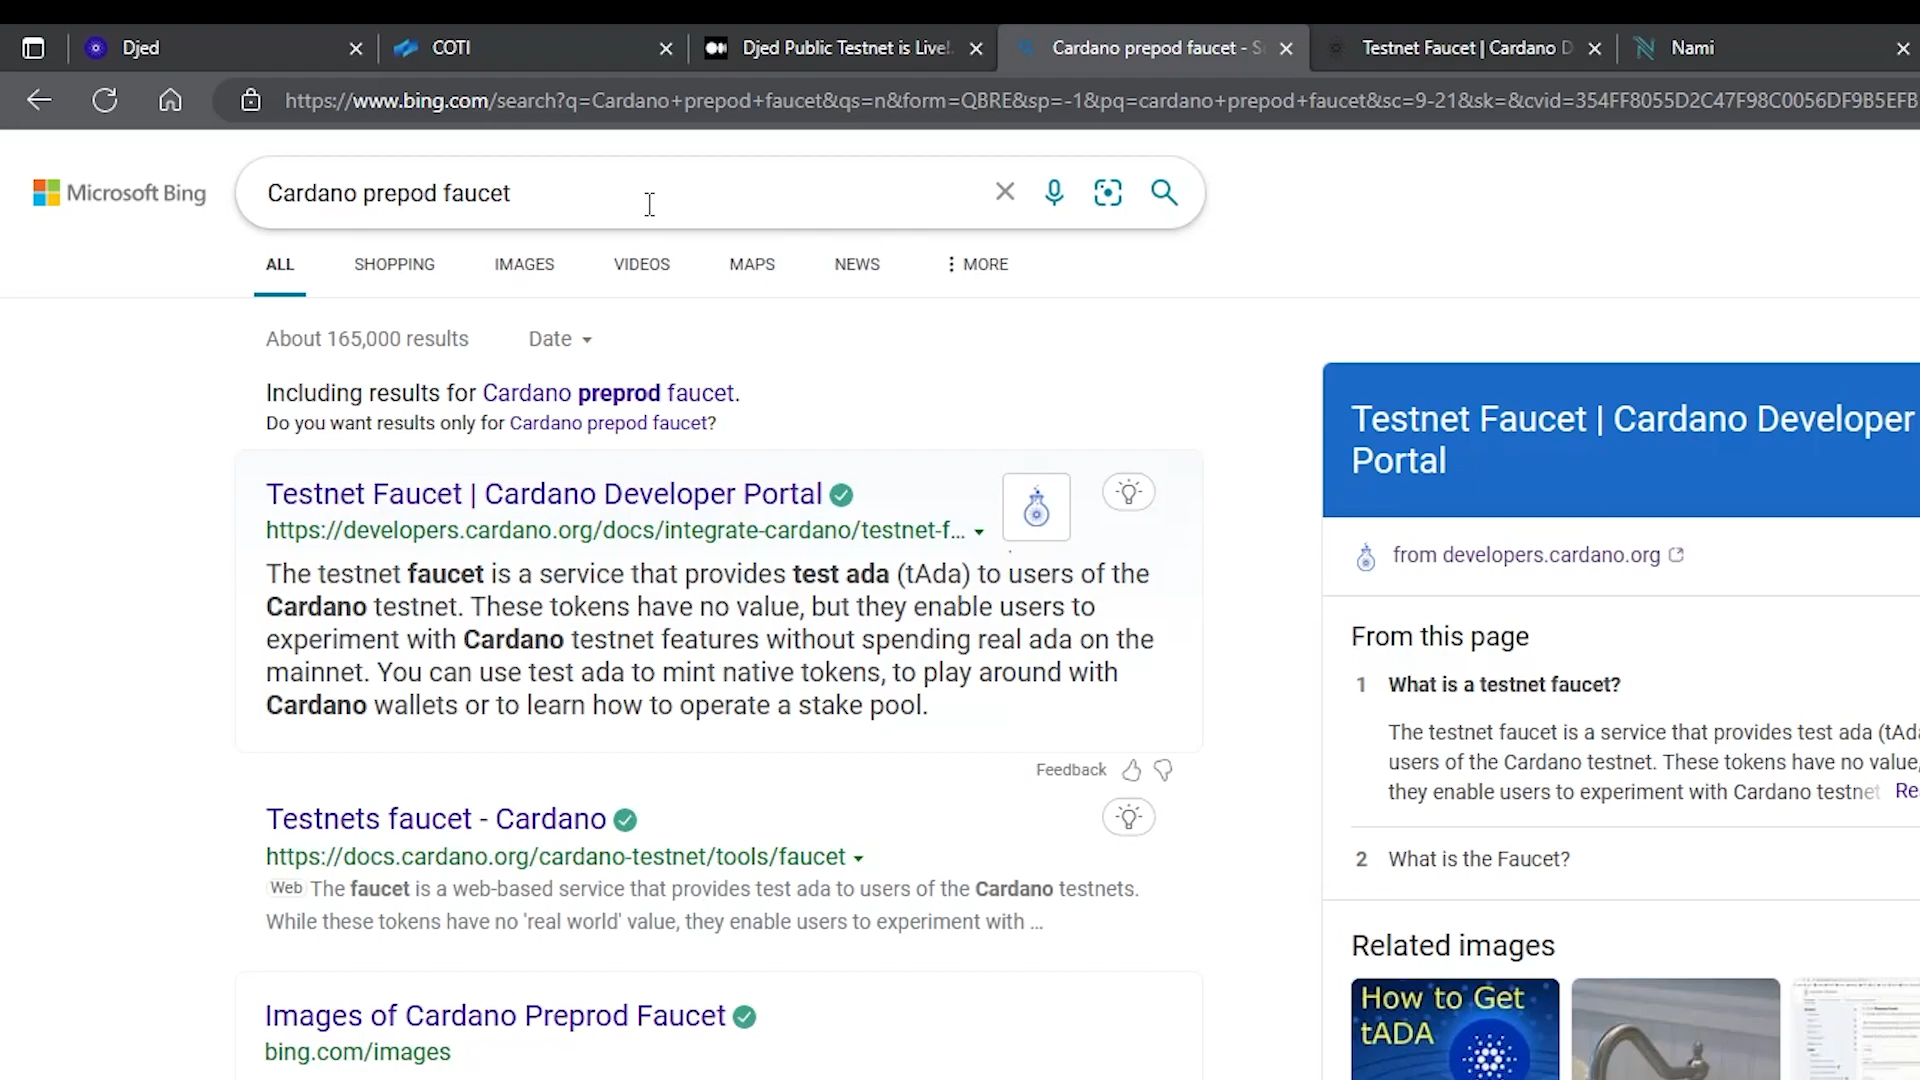 Djed
COTI
Djed Public Testnet is Live!
Cardano prepod faucet - S
Testnet Faucet | Cardano D
Nami
https://www.bing.com/search?q=Cardano+prepod+faucet&qs=n&form=QBRE&sp=-1&pq=cardano+prepod+faucet&sc=9-21&sk=&cvid=354FF8055D2C47F98C0056DF9B5EFB
Microsoft Bing
Cardano prepod faucet
ALL
SHOPPING
IMAGES
VIDEOS
MAPS
NEWS
MORE
About 165,000 results
Date
Including results for Cardano preprod faucet.
Do you want results only for Cardano prepod faucet?
Testnet Faucet | Cardano Developer Portal
https://developers.cardano.org/docs/integrate-cardano/testnet-f...
The testnet faucet is a service that provides test ada (tAda) to users of the
Cardano testnet. These tokens have no value, but they enable users to
experiment with Cardano testnet features without spending real ada on the
mainnet. You can use test ada to mint native tokens, to play around with
Cardano wallets or to learn how to operate a stake pool.
Feedback
Testnets faucet - Cardano
https://docs.cardano.org/cardano-testnet/tools/faucet
Web The faucet is a web-based service that provides test ada to users of the Cardano testnets.
While these tokens have no 'real world' value, they enable users to experiment with ...
Images of Cardano Preprod Faucet
bing.com/images
Testnet Faucet | Cardano Developer
Portal
from developers.cardano.org
From this page
1 What is a testnet faucet?
The testnet faucet is a service that provides test ada (tAda
users of the Cardano testnet. These tokens have no value,
they enable users to experiment with Cardano testnet Rea
2 What is the Faucet?
Related images
How to Get
tADA